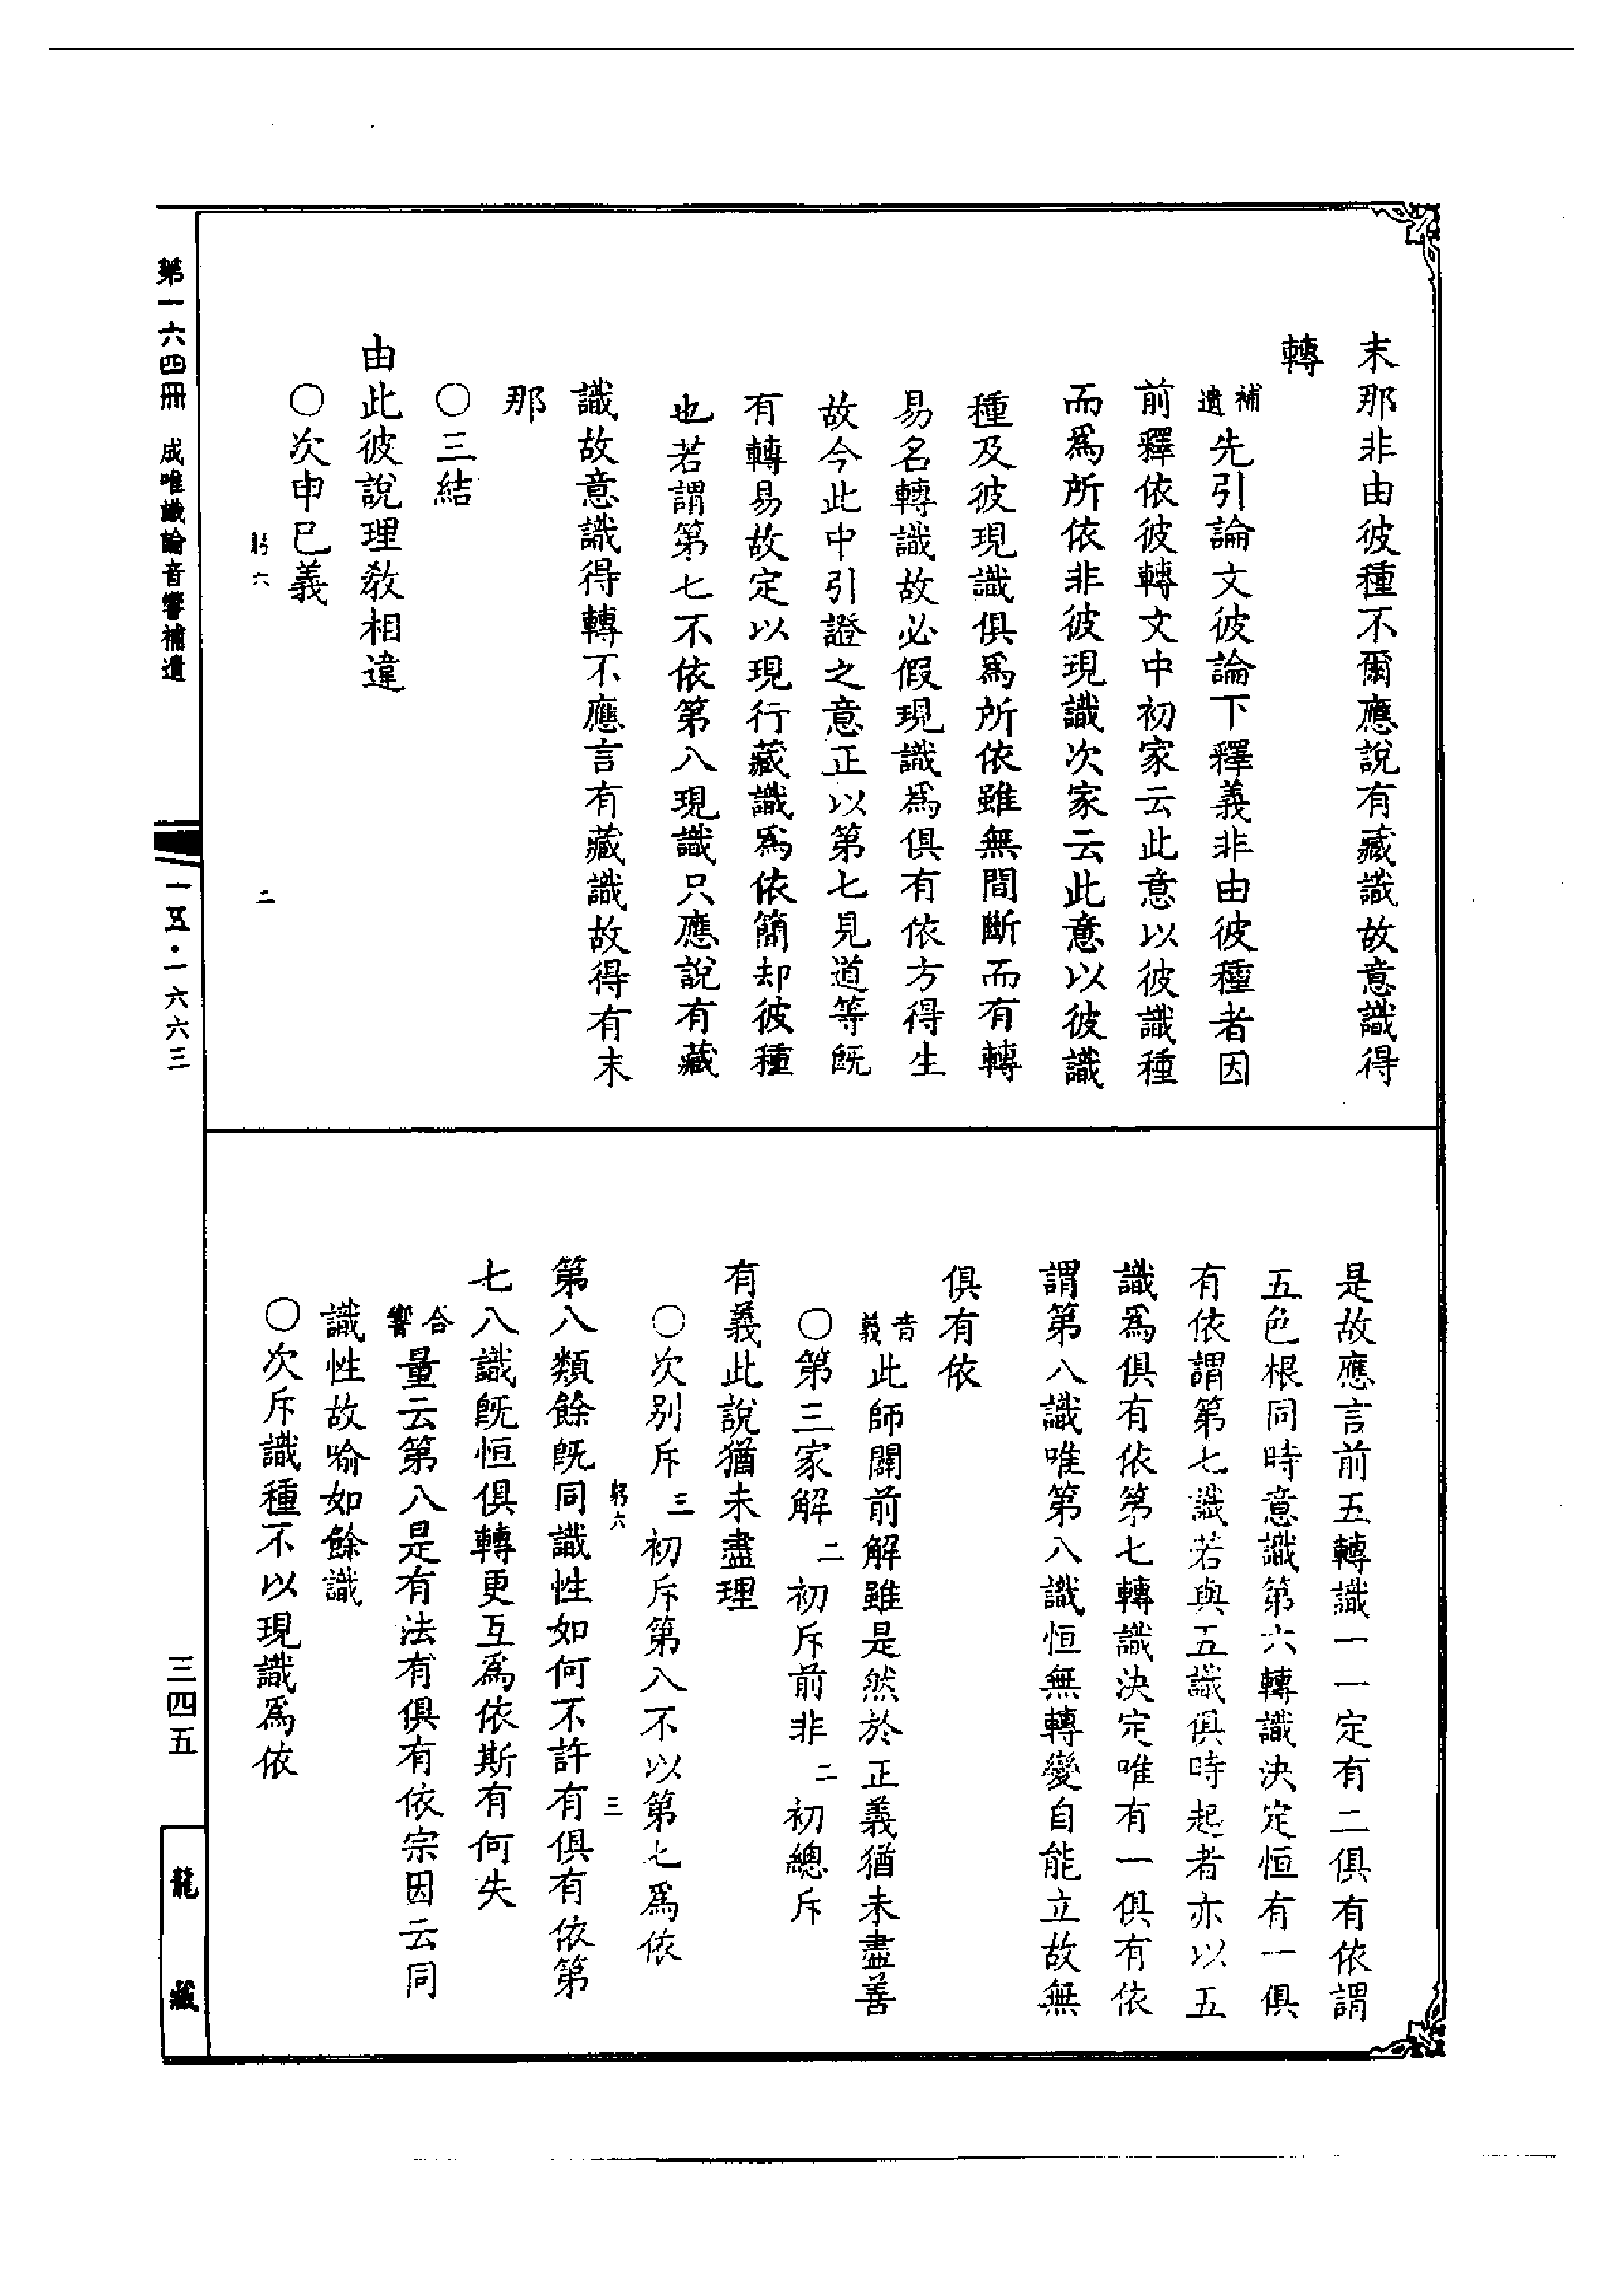 末那非由彼種不爾應說有藏識故意識得
轉
補遺先引論文彼論下釋義非由彼種者因
前釋依彼轉文中初家云此意以彼識種
而爲所依非彼現識次家云此意以彼識
種及彼現識俱爲所依雖無間斷而有轉
易名轉識故必假現識爲俱有依方得生
故今此中引證之意正以第七見道等旣
有轉易故定以現行藏識爲依簡却彼種
也若謂第七不依第八現識只應說有藏
識故意識得轉不應言有藏識故得有末
那
○三結
由此彼說理教相違
○次申巳義
躬六 二
是故應言前五轉識一一定有二俱有依謂
五色根同時意識第六轉識決定恒有一俱
有依謂第七識若與五識俱時起者亦以五
識爲俱有依第七轉識決定唯有一俱有依
謂第八識唯第八識恒無轉變自能立故無
俱有依
音義此師闢前解雖是然於正義猶未盡善
○第三家解 二 初斥前非 二 初總斥
有義此說猶未盡理
○次別斥 三 初斥第八不以第七爲依
躬六 三
第八類餘旣同識性如何不許有俱有依第
七八識旣恒俱轉更互爲依斯有何失
合響量云第八是有法有俱有依宗因云同
識性故喻如餘識
○次斥識種不以現識爲依
第一六四冊 成唯識論音響補遺
一五·一六六三
三四五
龍藏